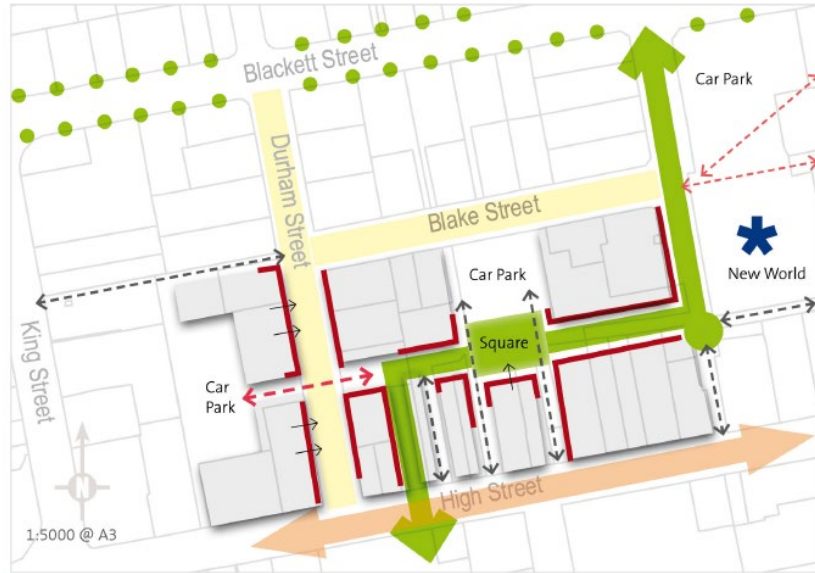 Blackett Street
Car Park
Durham Street
Blake Street
Car Park
New World
King Street
Square
Car
Park
High Street
N
1:5000 @ A3